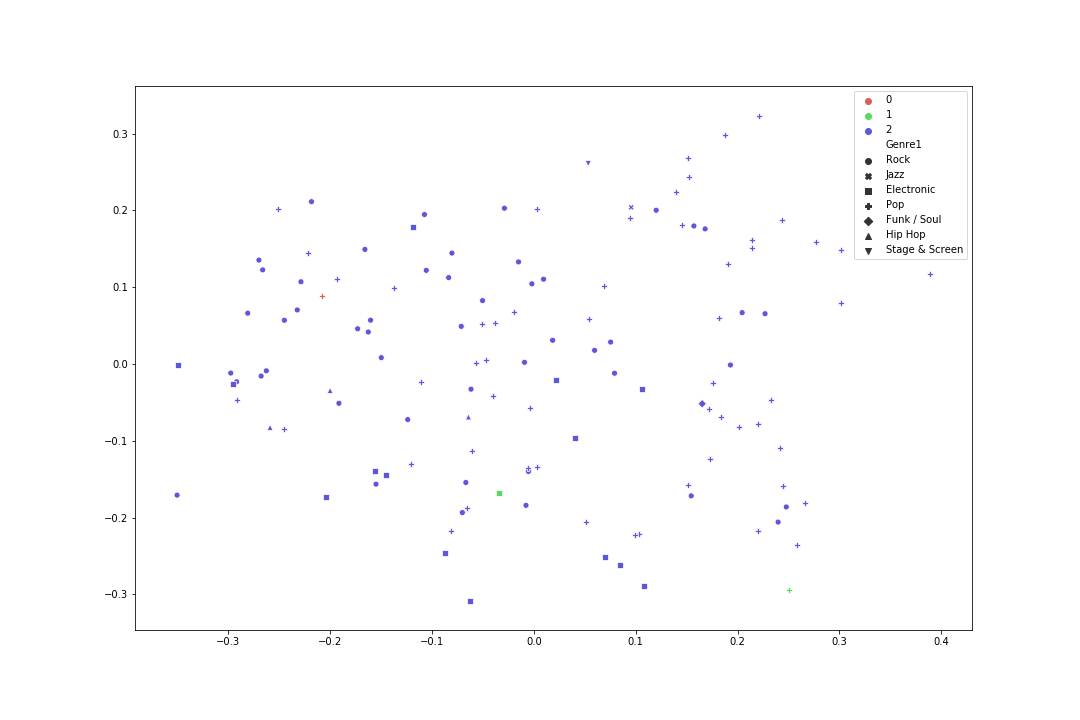 0
1
2
Genre1
Rock
Jazz
Electronic
Pop
Funk / Soul
Hip Hop
Stage & Screen
0.3
0.2
0.1
0.0
−0.1
−0.2
−0.3
−0.3 −0.2 −0.1 0.0 0.1 0.2 0.3 0.4